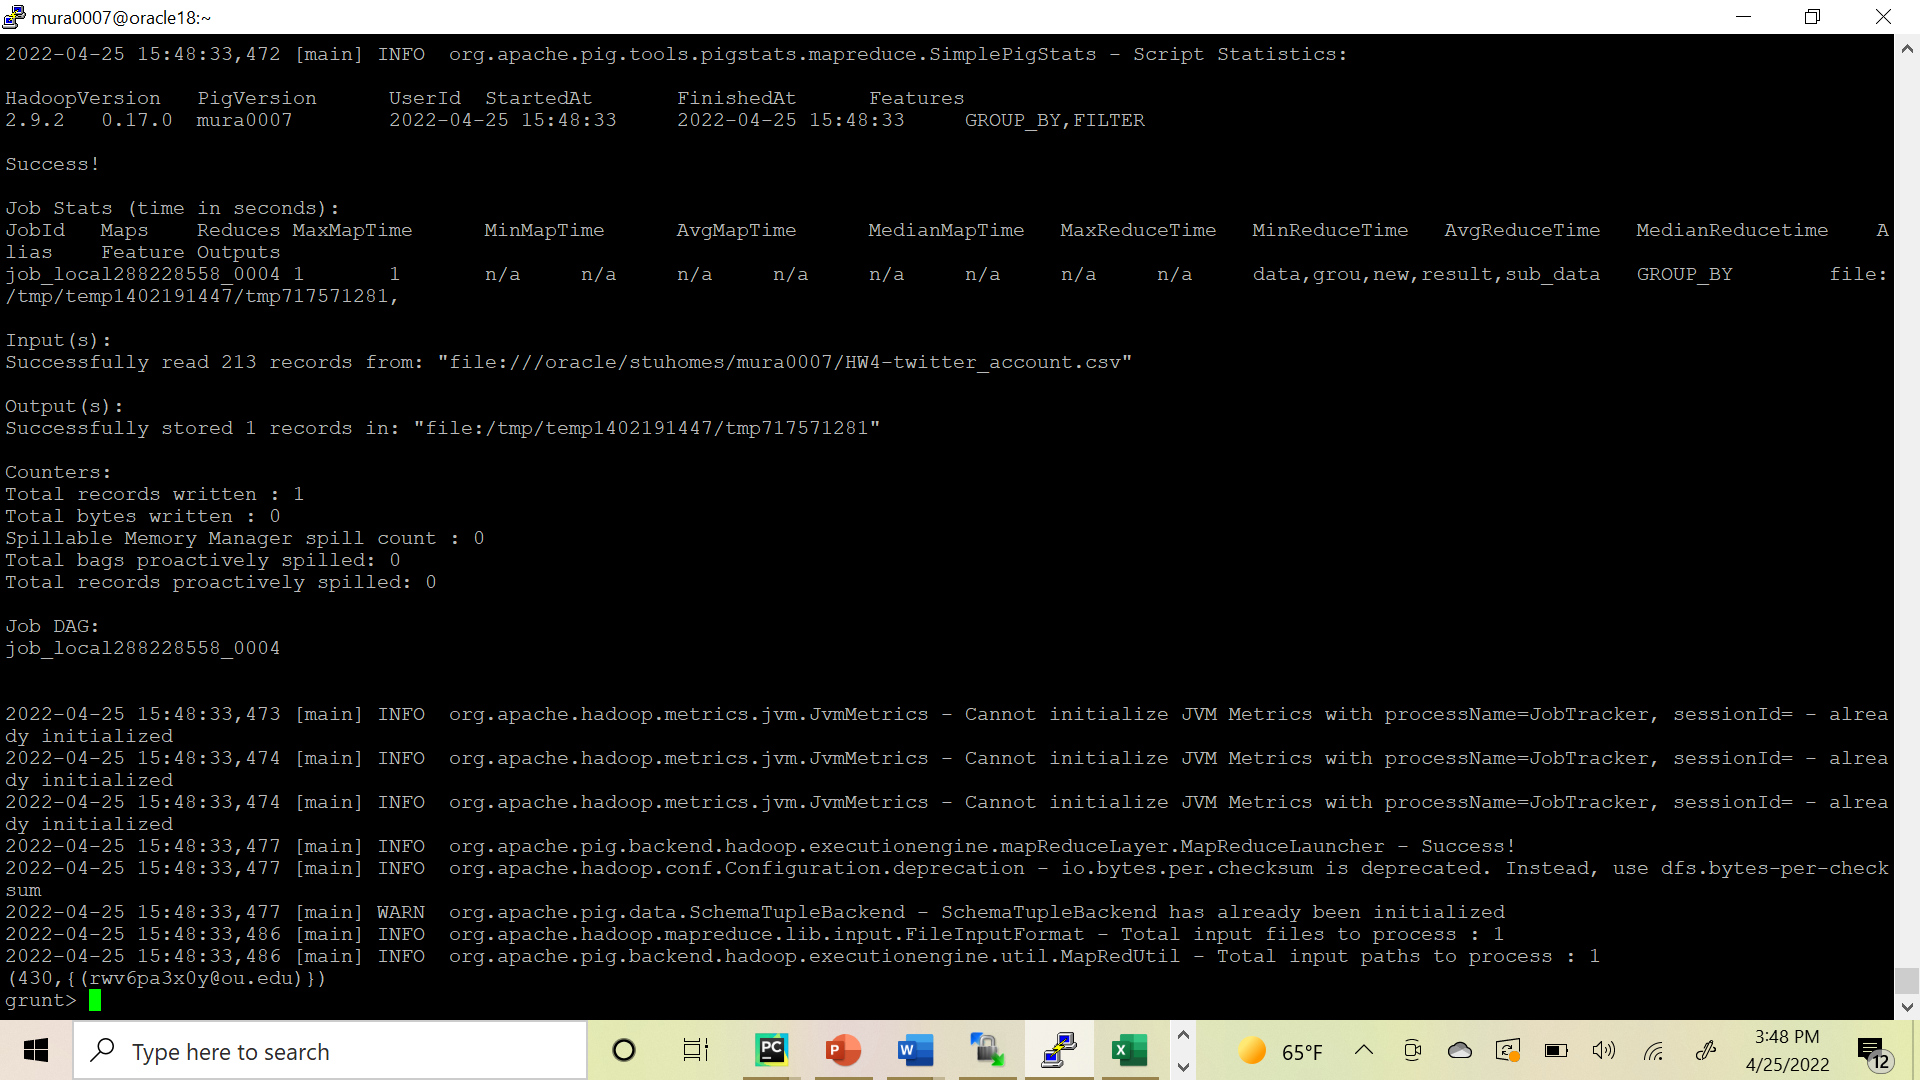 mura0007@oracle18:~
2022-04-25 15:48:33,472 [main] INFO  org.apache.pig.tools.pigstats.mapreduce.SimplePigStats - Script Statistics:
HadoopVersion   PigVersion      UserId  StartedAt       FinishedAt      Features
2.9.2   0.17.0  mura0007        2022-04-25 15:48:33     2022-04-25 15:48:33     GROUP_BY,FILTER
Success!
Job Stats (time in seconds):
JobId   Maps    Reduces MaxMapTime      MinMapTime      AvgMapTime      MedianMapTime   MaxReduceTime   MinReduceTime   AvgReduceTime   MedianReducetime    A
lias    Feature Outputs
job_local288228558_0004 1       1       n/a     n/a     n/a     n/a     n/a     n/a     n/a     n/a     data,grou,new,result,sub_data   GROUP_BY        file:
/tmp/temp1402191447/tmp717571281,
Input(s):
Successfully read 213 records from: "file:///oracle/stuhomes/mura0007/HW4-twitter_account.csv"
Output(s):
Successfully stored 1 records in: "file:/tmp/temp1402191447/tmp717571281"
Counters:
Total records written : 1
Total bytes written : 0
Spillable Memory Manager spill count : 0
Total bags proactively spilled: 0
Total records proactively spilled: 0
Job DAG:
job_local288228558_0004
2022-04-25 15:48:33,473 [main] INFO  org.apache.hadoop.metrics.jvm.JvmMetrics - Cannot initialize JVM Metrics with processName=JobTracker, sessionId= - alrea
dy initialized
2022-04-25 15:48:33,474 [main] INFO  org.apache.hadoop.metrics.jvm.JvmMetrics - Cannot initialize JVM Metrics with processName=JobTracker, sessionId= - alrea
dy initialized
2022-04-25 15:48:33,474 [main] INFO  org.apache.hadoop.metrics.jvm.JvmMetrics - Cannot initialize JVM Metrics with processName=JobTracker, sessionId= - alrea
dy initialized
2022-04-25 15:48:33,477 [main] INFO  org.apache.pig.backend.hadoop.executionengine.mapReduceLayer.MapReduceLauncher - Success!
2022-04-25 15:48:33,477 [main] INFO  org.apache.hadoop.conf.Configuration.deprecation - io.bytes.per.checksum is deprecated. Instead, use dfs.bytes-per-check
sum
2022-04-25 15:48:33,477 [main] WARN  org.apache.pig.data.SchemaTupleBackend - SchemaTupleBackend has already been initialized
2022-04-25 15:48:33,486 [main] INFO  org.apache.hadoop.mapreduce.lib.input.FileInputFormat - Total input files to process : 1
2022-04-25 15:48:33,486 [main] INFO  org.apache.pig.backend.hadoop.executionengine.util.MapRedUtil - Total input paths to process : 1
(430,{(rwv6pa3x0y@ou.edu)})
grunt>
Type here to search
PC
P
W
X
65°F
3:48 PM
4/25/2022
12